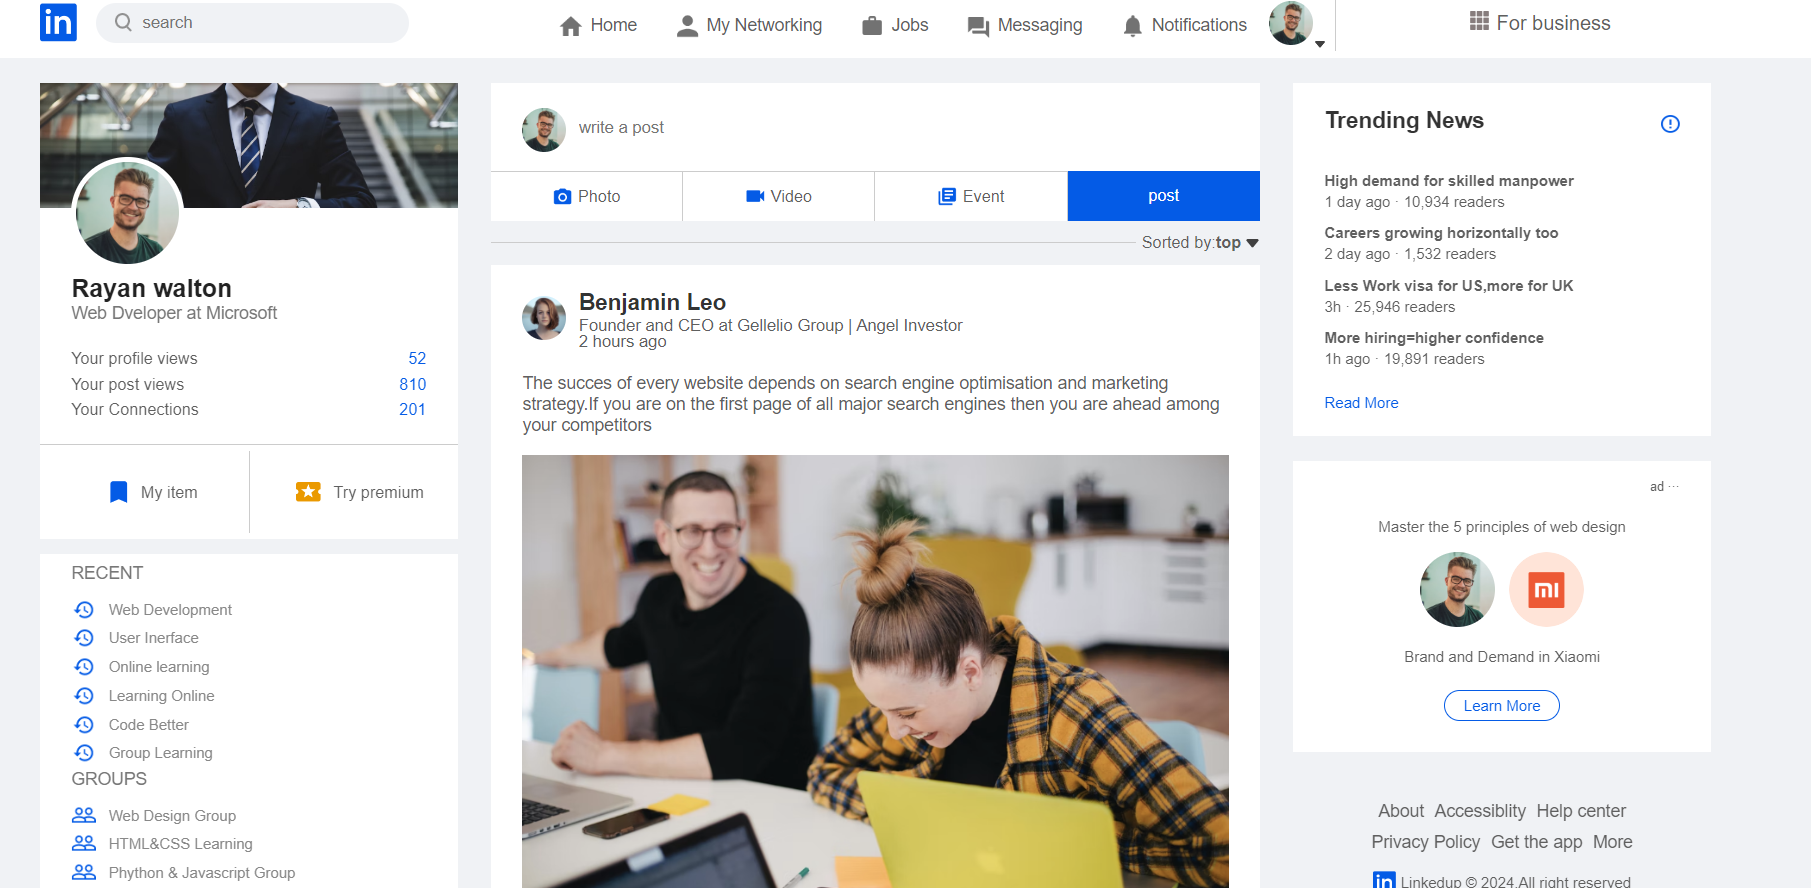 in
search
Home
My Networking
Jobs
Messaging
Notifications
For business
Rayan walton
Web Dveloper at Microsoft
Your profile views 52
Your post views 810
Your Connections 201
My item
Try premium
RECENT
Web Development
User Inerface
Online learning
Learning Online
Code Better
Group Learning
GROUPS
Web Design Group
HTML&CSS Learning
Phython & Javascript Group
write a post
Photo
Video
Event
post
Sorted by:top
Benjamin Leo
Founder and CEO at Gellelio Group | Angel Investor
2 hours ago
The succes of every website depends on search engine optimisation and marketing
strategy.If you are on the first page of all major search engines then you are ahead among
your competitors
Trending News
High demand for skilled manpower
1 day ago · 10,934 readers
Careers growing horizontally too
2 day ago · 1,532 readers
Less Work visa for US,more for UK
3h · 25,946 readers
More hiring=higher confidence
1h ago · 19,891 readers
Read More
ad ···
Master the 5 principles of web design
mi
Brand and Demand in Xiaomi
Learn More
About Accessiblity Help center
Privacy Policy Get the app More
in Linkedup © 2024.All right reserved